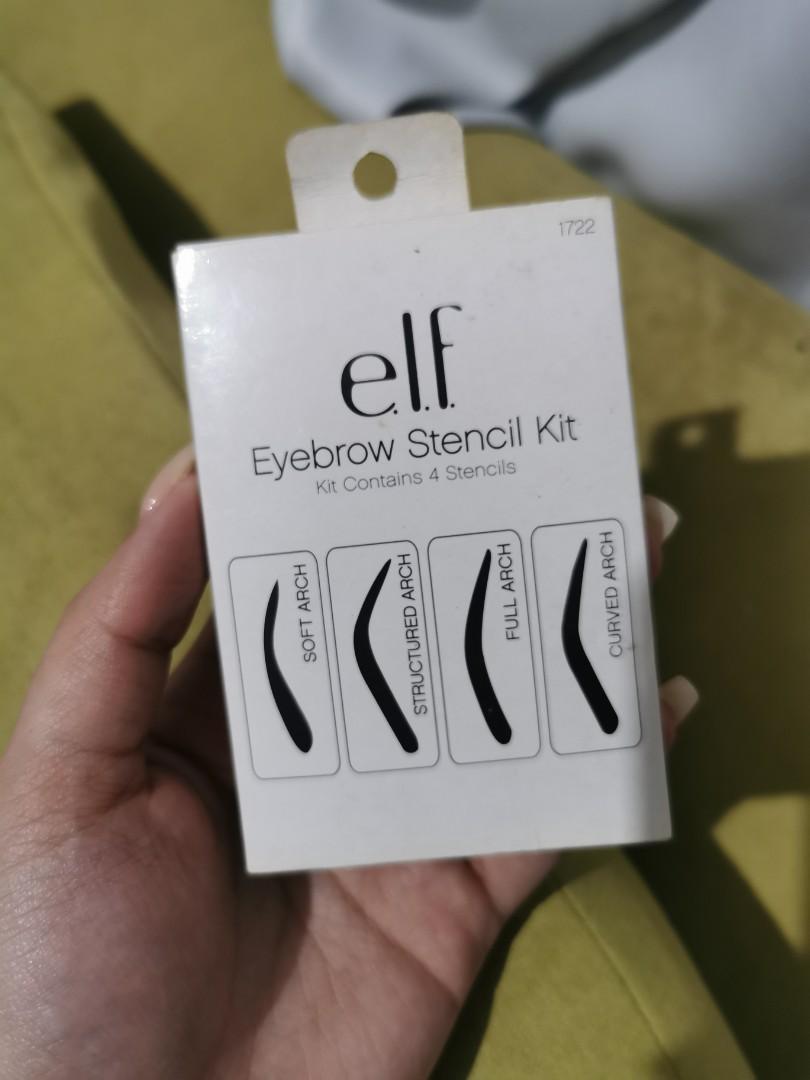 1722
e.l.f.
Eyebrow Stencil Kit
Kit Contains 4 Stencils
SOFT ARCH
STRUCTURED ARCH
FULL ARCH
CURVED ARCH